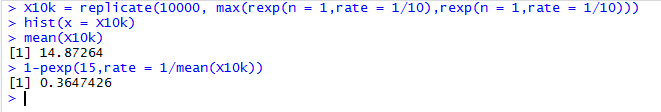 > X10k = replicate(10000, max(rexp(n = 1,rate = 1/10),rexp(n = 1,rate = 1/10)))
> hist(x = X10k)
> mean(X10k)
[1] 14.87264
> 1-pexp(15,rate = 1/mean(X10k))
[1] 0.3647426
>